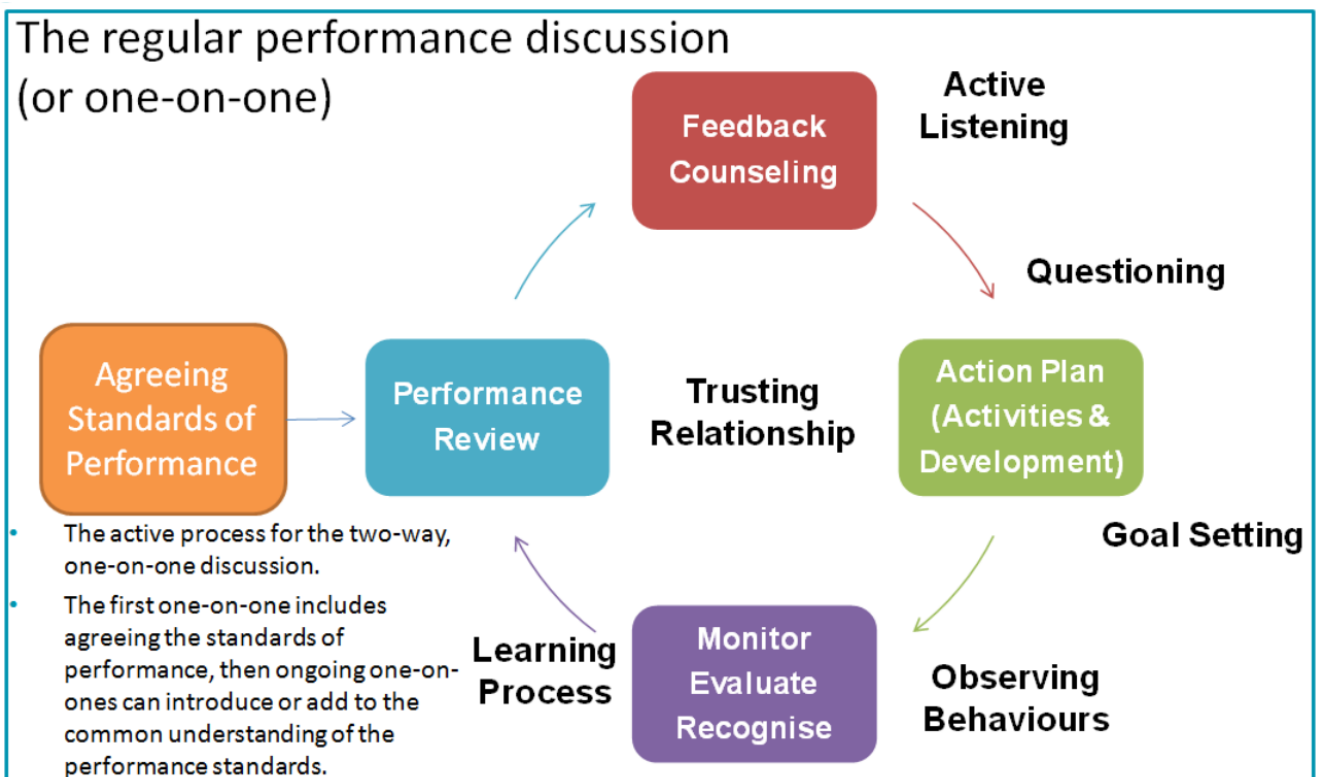 The regular performance discussion
(or one-on-one)
Feedback
Counseling
Active
Listening
Questioning
Agreeing
Standards of
Performance
Performance
Review
Trusting
Relationship
Action Plan
(Activities &
Development)
Goal Setting
• The active process for the two-way,
one-on-one discussion.
• The first one-on-one includes
agreeing the standards of
performance, then ongoing one-on-
ones can introduce or add to the
common understanding of the
performance standards.
Learning
Process
Monitor
Evaluate
Recognise
Observing
Behaviours